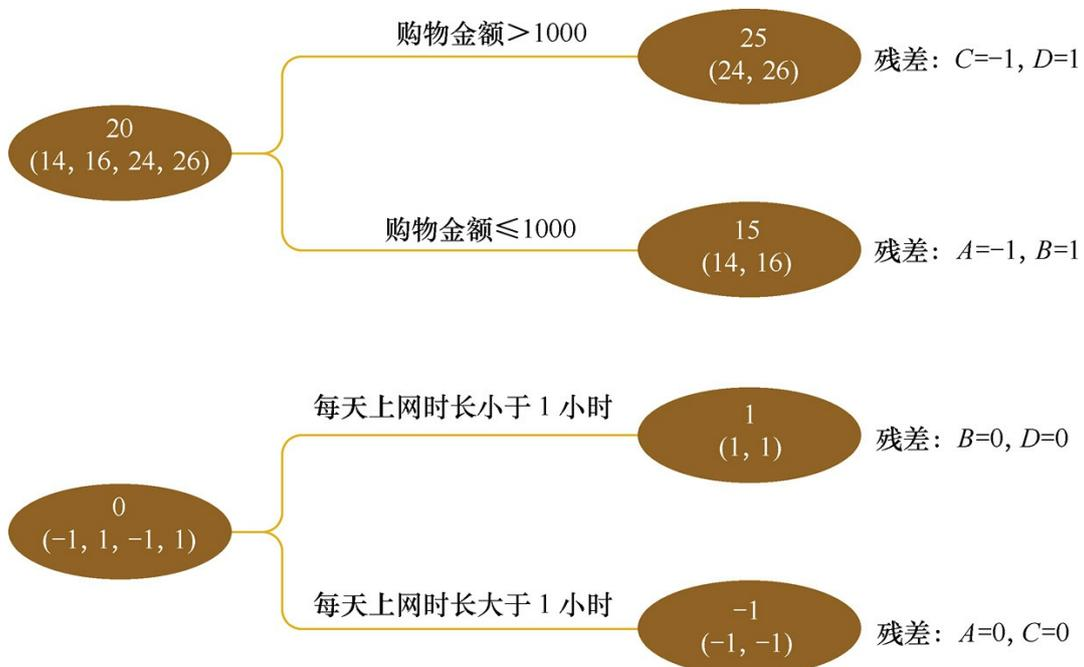 购物金额>1000
25
(24, 26)
残差：C=-1, D=1
20
(14, 16, 24, 26)
购物金额≤1000
15
(14, 16)
残差：A=-1, B=1
每天上网时长小于 1 小时
1
(1, 1)
残差：B=0, D=0
0
(-1, 1, -1, 1)
每天上网时长大于 1 小时
-1
(-1, -1)
残差：A=0, C=0